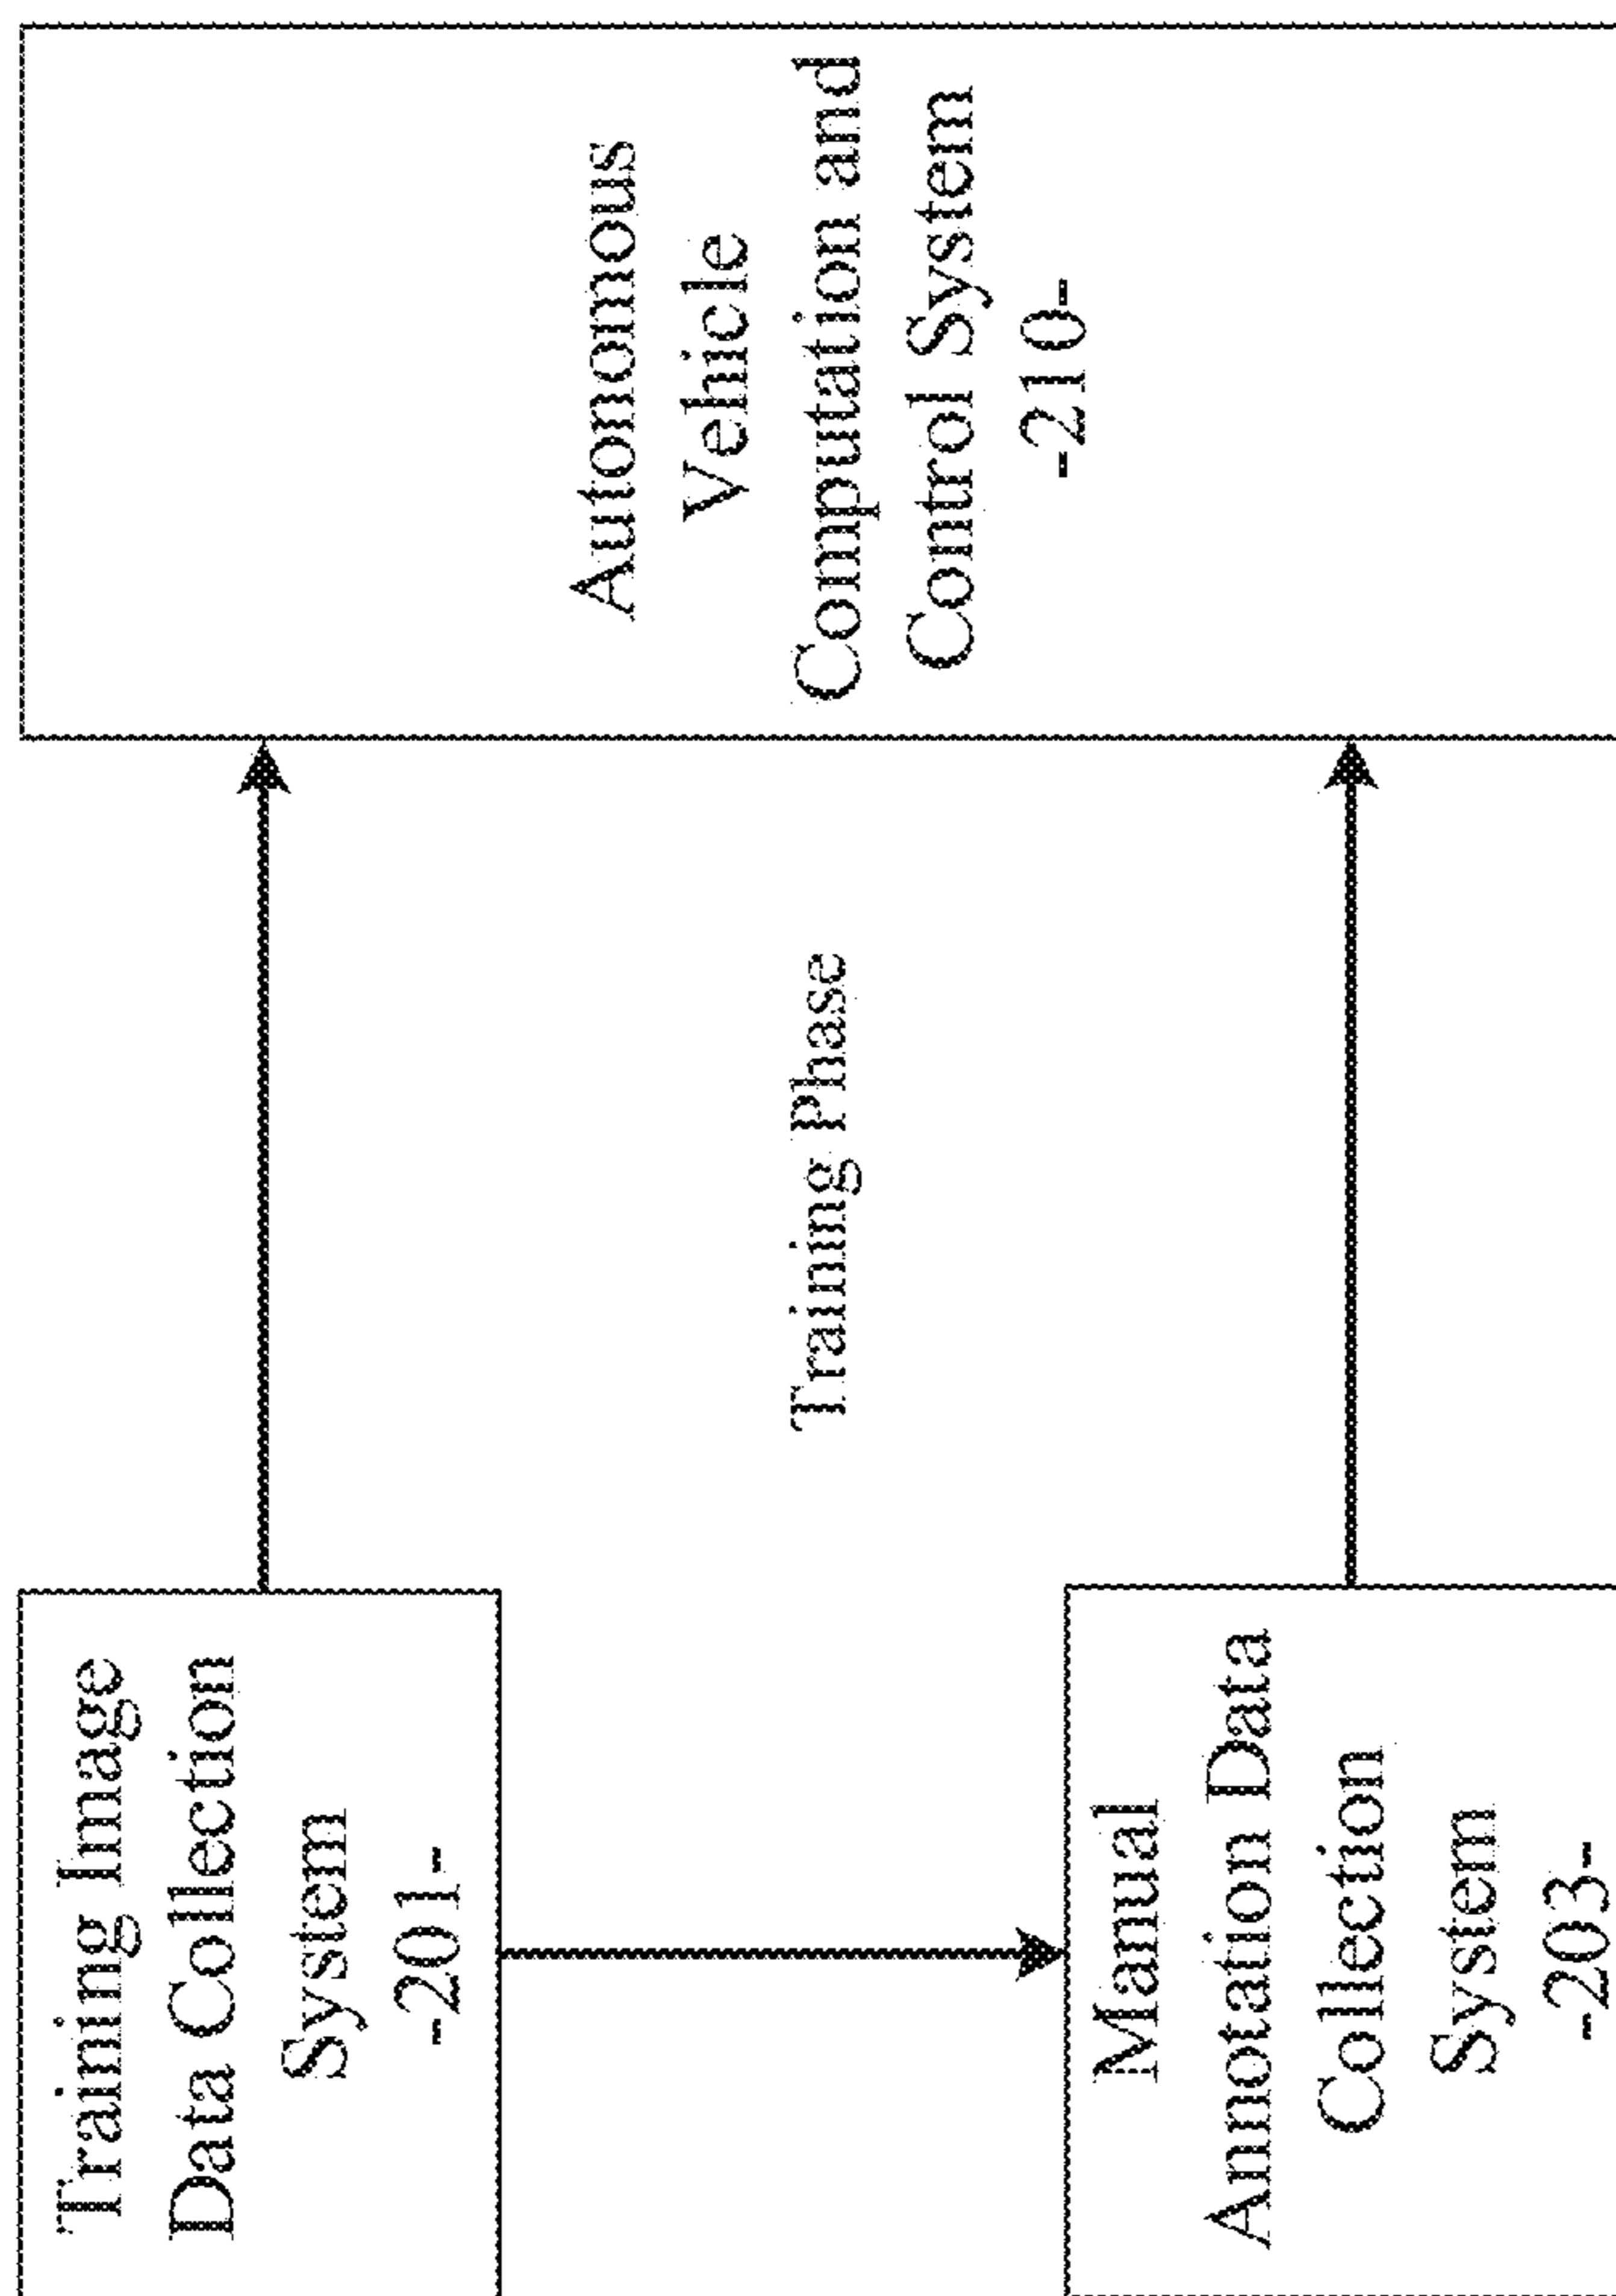 Training Image
Data Collection
System
-201-
Manual
Annotation Data
Collection
System
-203-
Training Phase
Autonomous
Vehicle
Computation and
Control System
-210-